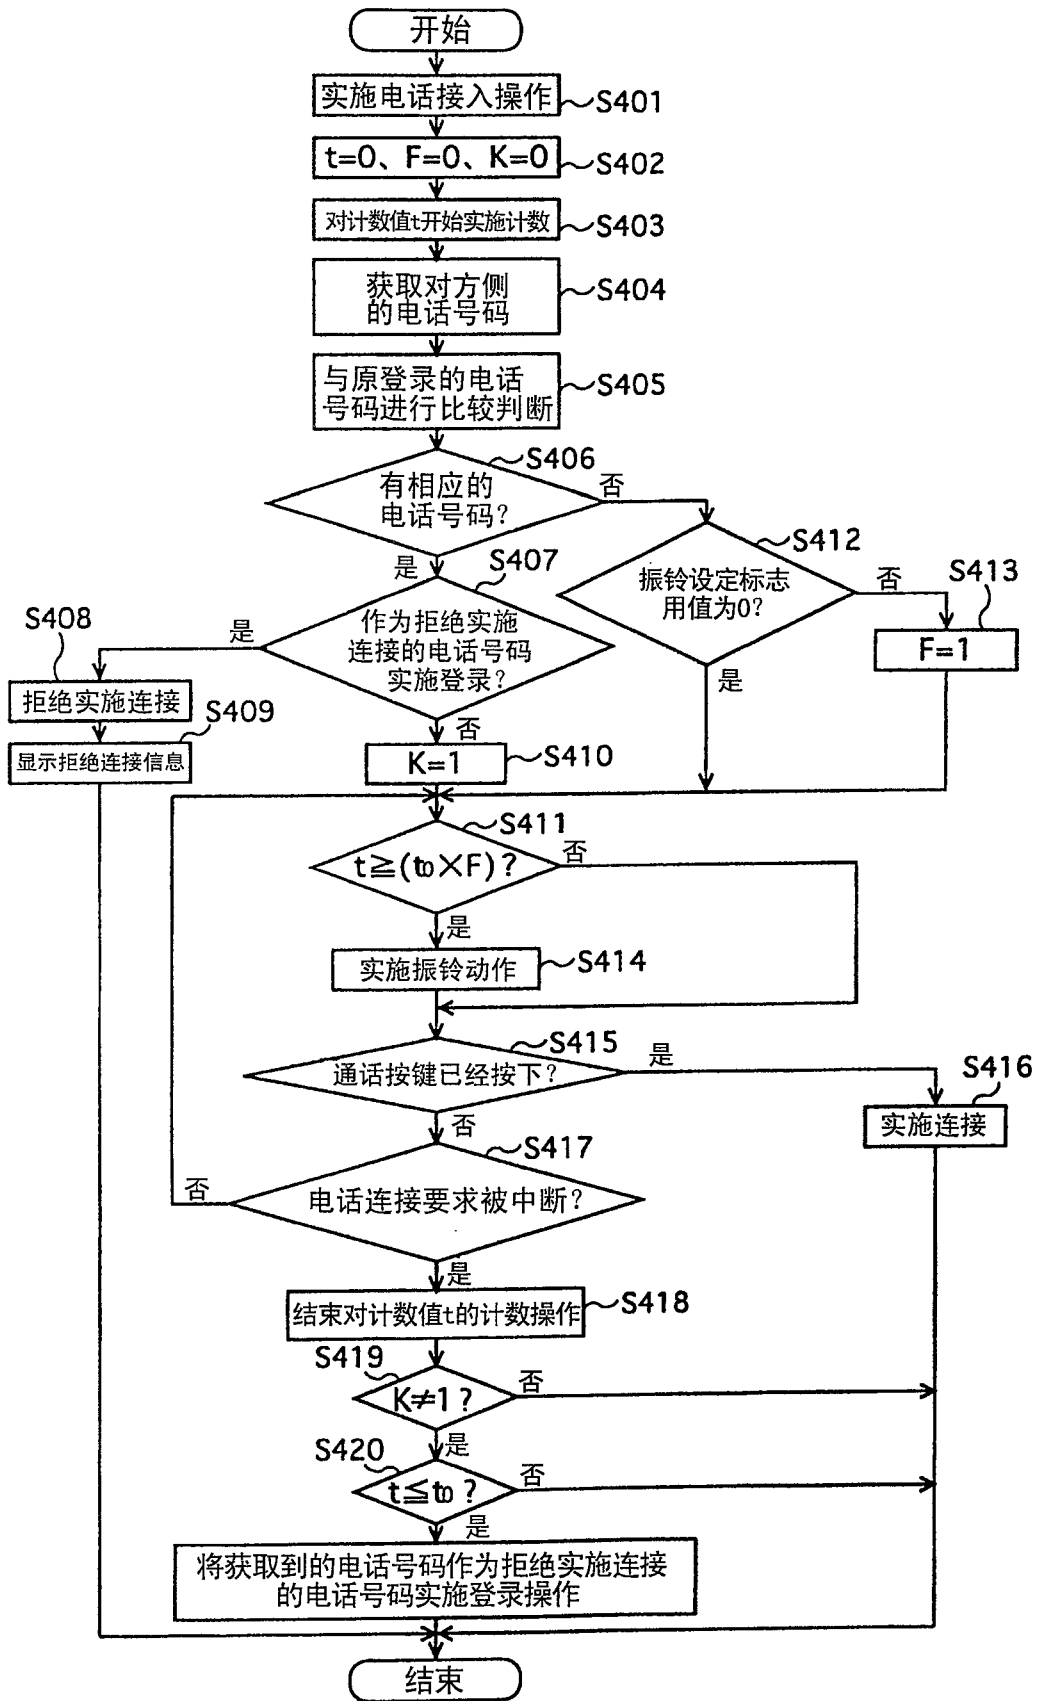 开始
实施电话接入操作
S401
t=0、F=0、K=0
S402
对计数值t开始实施计数
S403
获取对方侧
的电话号码
S404
与原登录的电话
号码进行比较判断
S405
S406
有相应的
电话号码?
否
是
S407
作为拒绝实施
连接的电话号码
实施登录?
是
否
S412
振铃设定标志
用值为0?
否
是
S413
F=1
S408
拒绝实施连接
S409
显示拒绝连接信息
K=1
S410
S411
t≧(t0×F)?
否
是
实施振铃动作
S414
S415
通话按键已经按下?
是
否
S416
实施连接
S417
电话连接要求被中断?
否
是
结束对计数值t的计数操作
S418
S419
K≠1?
否
是
S420
t≦t0?
否
是
将获取到的电话号码作为拒绝实施连接
的电话号码实施登录操作
结束